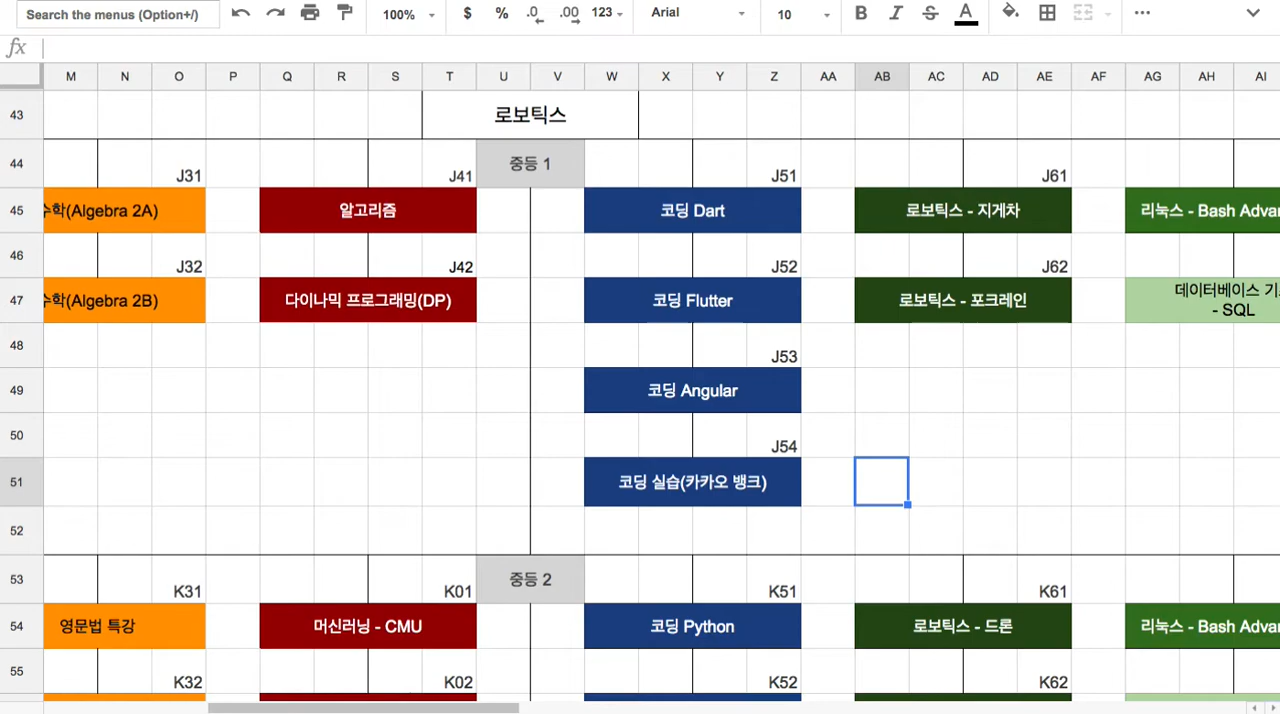 Search the menus (Option+/)
100%
$ % .0 .00 123
Arial
10
B I S A
fx
M N O P Q R S T U V W X Y Z AA AB AC AD AE AF AG AH AI
43 로보틱스
44 J31 J41 중등 1 J51 J61
45 수학(Algebra 2A) 알고리즘 코딩 Dart 로보틱스 - 지게차 리눅스 - Bash Advan
46 J32 J42 J52 J62
47 수학(Algebra 2B) 다이나믹 프로그래밍(DP) 코딩 Flutter 로보틱스 - 포크레인 데이터베이스 기
- SQL
48 J53
49 코딩 Angular
50 J54
51 코딩 실습(카카오 뱅크)
52
53 K31 K01 중등 2 K51 K61
54 영문법 특강 머신러닝 - CMU 코딩 Python 로보틱스 - 드론 리눅스 - Bash Advan
55 K32 K02 K52 K62